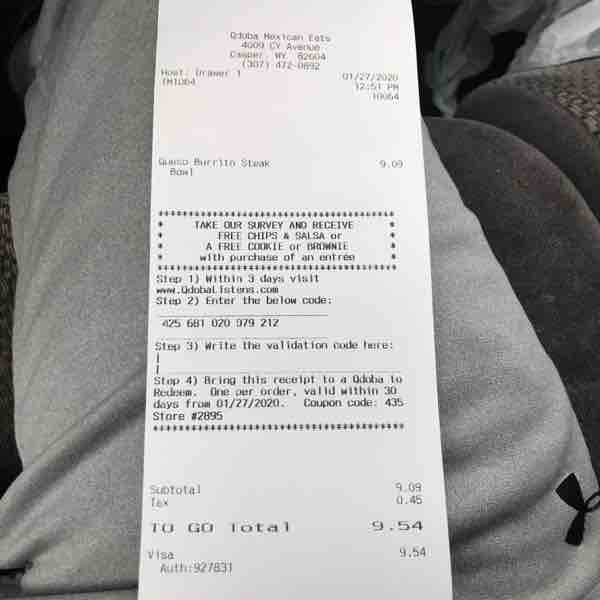 Qdoba Mexican Eats
4009 CY Avenue
Casper, WY 82604
(307) 472-0892
Host: Drawer 1 01/27/2020
TM1064 12:51 PM
10064
Queso Burrito Steak 9.09
Bowl
* TAKE OUR SURVEY AND RECEIVE *
* FREE CHIPS & SALSA or *
* A FREE COOKIE or BROWNIE *
* with purchase of an entrée *
Step 1) Within 3 days visit
www.QdobaListens.com
Step 2) Enter the below code:
425 681 020 979 212
Step 3) Write the validation code here:
Step 4) Bring this receipt to a Qdoba to
Redeem. One per order, valid within 30
days from 01/27/2020. Coupon code: 435
Store #2895
Subtotal 9.09
Tax 0.45
TO GO Total 9.54
Visa 9.54
Auth:927831